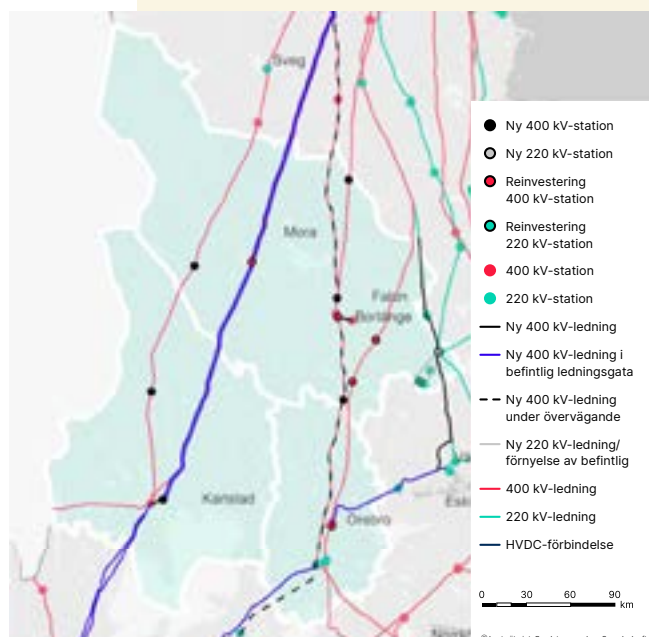 Sveg
Mora
Falun
Borlänge
Karlstad
Örebro
Ny 400 kV-station
Ny 220 kV-station
Reinvestering
400 kV-station
Reinvestering
220 kV-station
400 kV-station
220 kV-station
Ny 400 kV-ledning
Ny 400 kV-ledning i
befintlig ledningsgata
Ny 400 kV-ledning
under övervägande
Ny 220 kV-ledning/
förnyelse av befintlig
400 kV-ledning
220 kV-ledning
HVDC-förbindelse
0 30 60 90
km